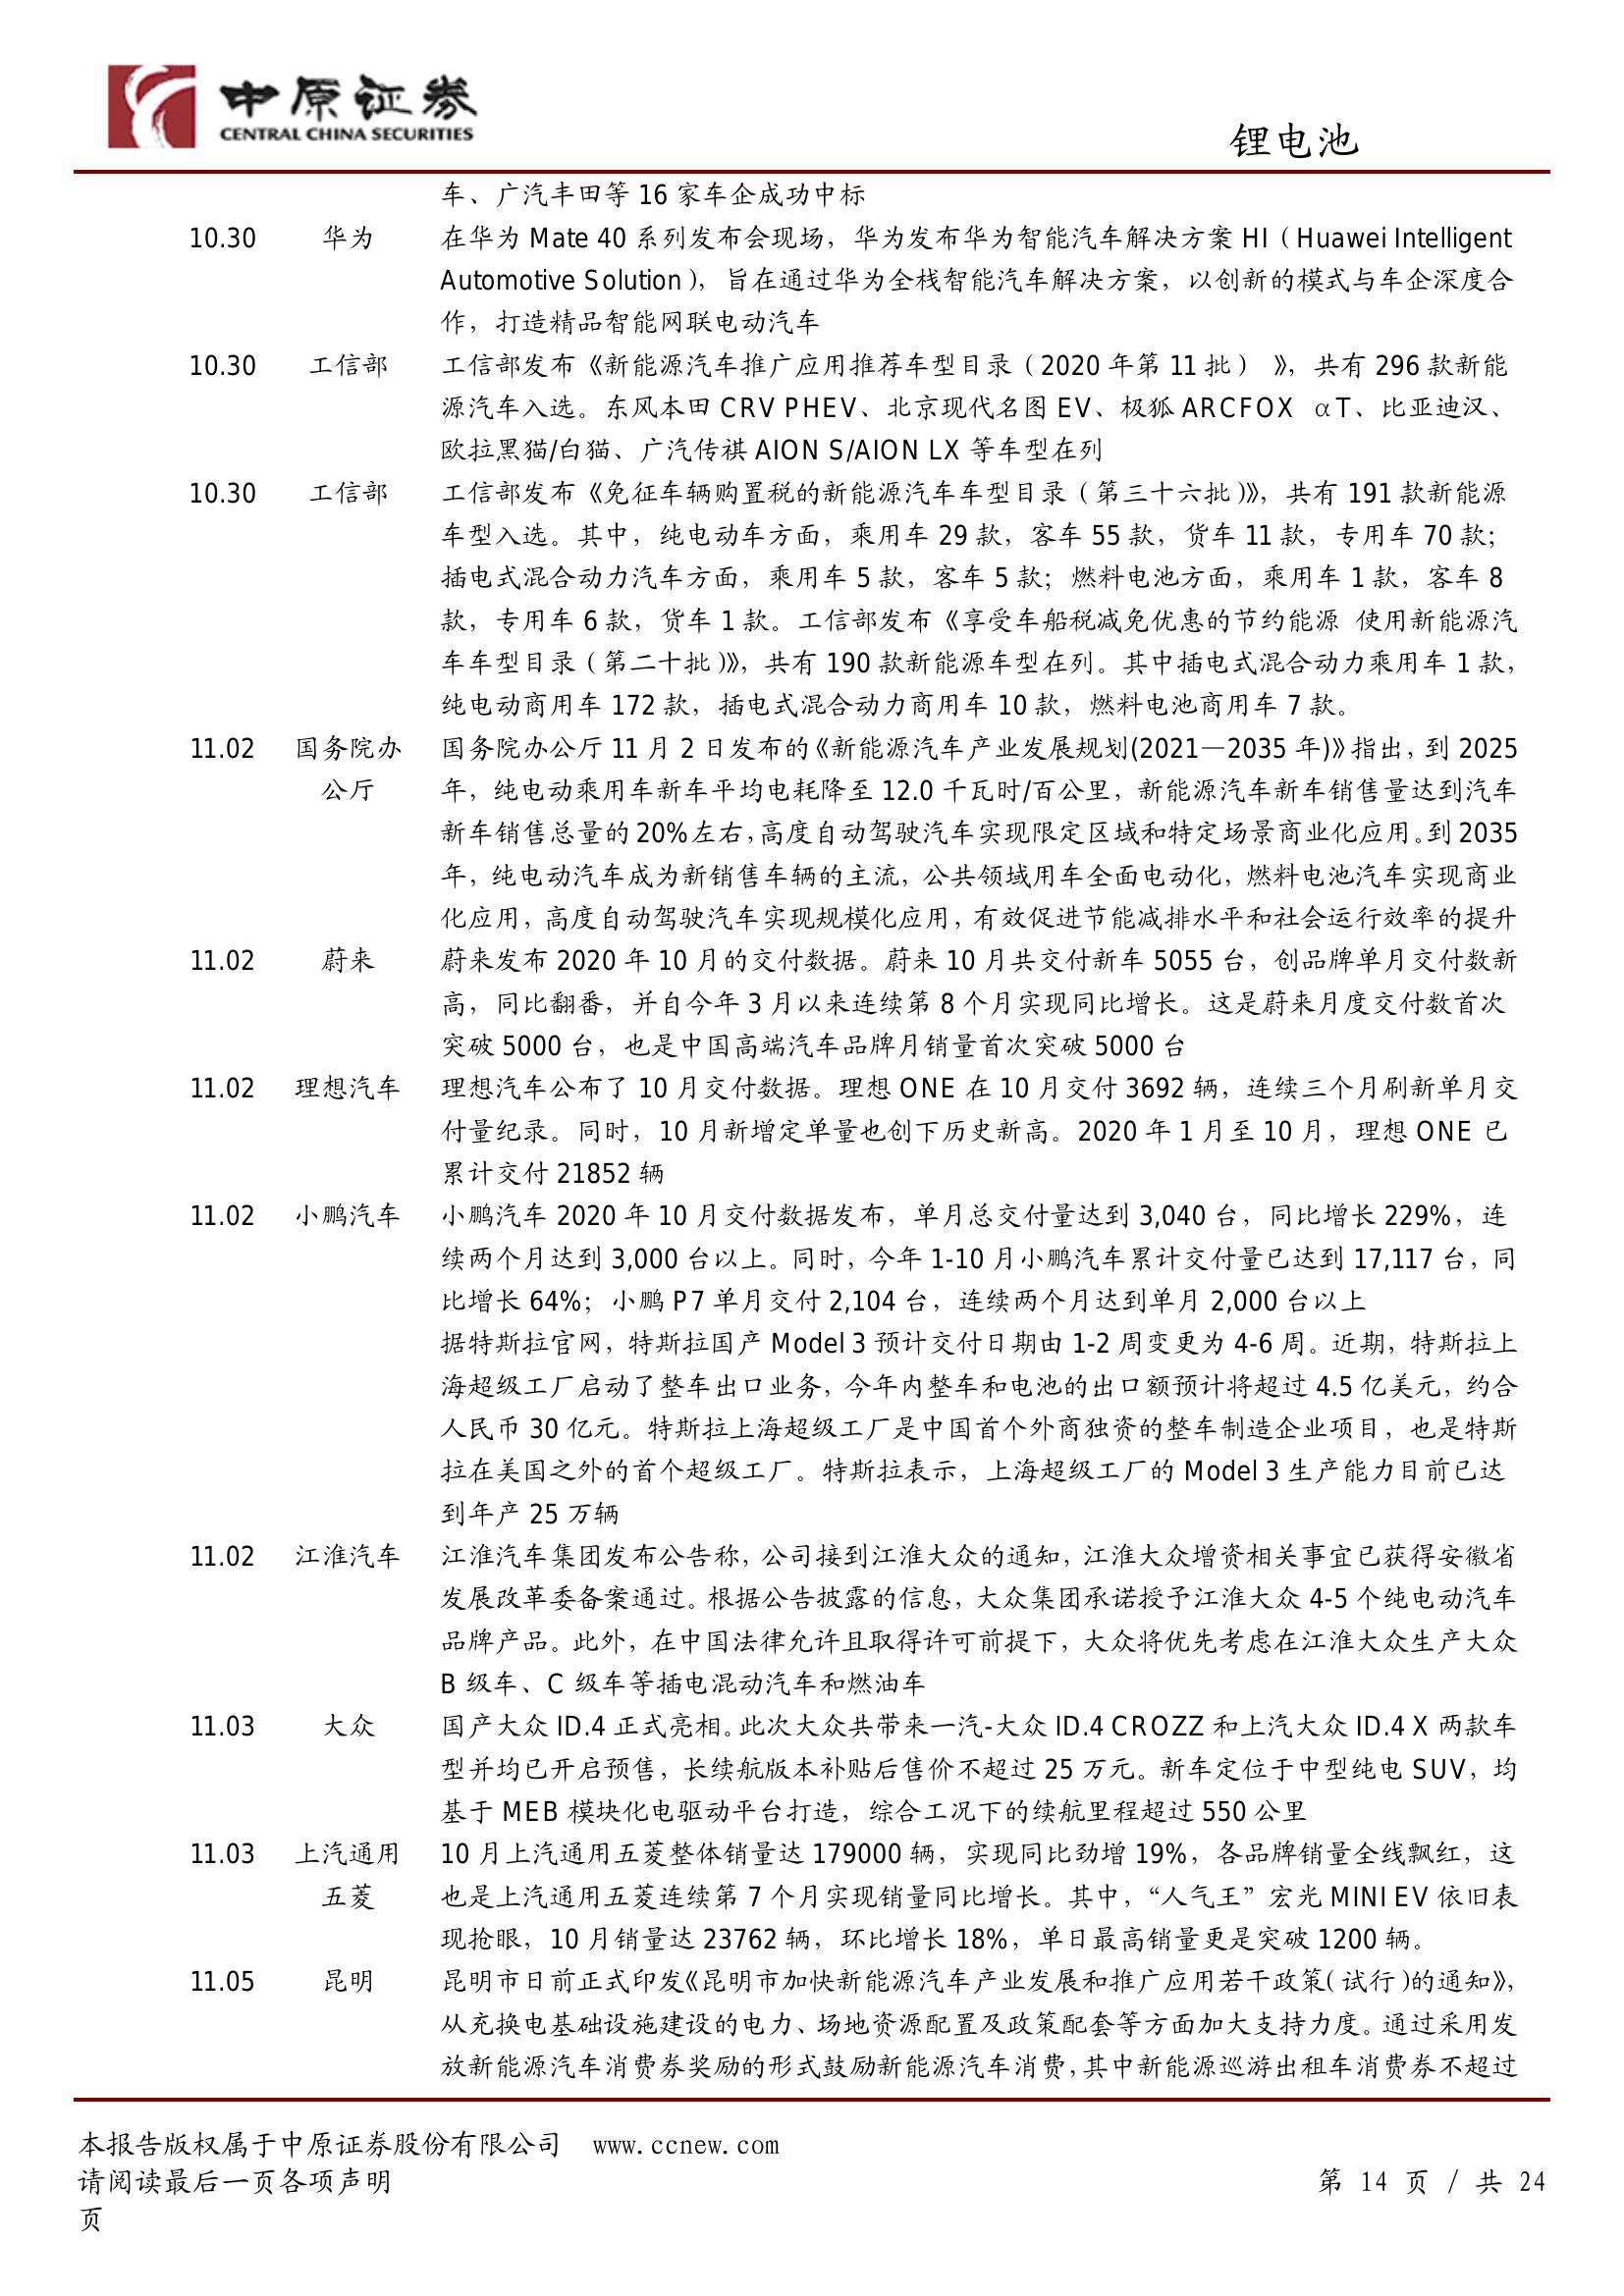 中原证券
CENTRAL CHINA SECURITIES
锂电池
车、广汽丰田等 16 家车企成功中标
10.30 华为 在华为 Mate 40 系列发布会现场，华为发布华为智能汽车解决方案 HI（Huawei Intelligent
Automotive Solution），旨在通过华为全栈智能汽车解决方案，以创新的模式与车企深度合
作，打造精品智能网联电动汽车
10.30 工信部 工信部发布《新能源汽车推广应用推荐车型目录（2020 年第 11 批） 》，共有 296 款新能
源汽车入选。东风本田 CRV PHEV、北京现代名图 EV、极狐 ARCFOX αT、比亚迪汉、
欧拉黑猫/白猫、广汽传祺 AION S/AION LX 等车型在列
10.30 工信部 工信部发布《免征车辆购置税的新能源汽车车型目录（第三十六批）》，共有 191 款新能源
车型入选。其中，纯电动车方面，乘用车 29 款，客车 55 款，货车 11 款，专用车 70 款；
插电式混合动力汽车方面，乘用车 5 款，客车 5 款；燃料电池方面，乘用车 1 款，客车 8
款，专用车 6 款，货车 1 款。工信部发布《享受车船税减免优惠的节约能源 使用新能源汽
车车型目录（第二十批）》，共有 190 款新能源车型在列。其中插电式混合动力乘用车 1 款，
纯电动商用车 172 款，插电式混合动力商用车 10 款，燃料电池商用车 7 款。
11.02 国务院办 国务院办公厅 11 月 2 日发布的《新能源汽车产业发展规划(2021—2035 年)》指出，到 2025
公厅 年，纯电动乘用车新车平均电耗降至 12.0 千瓦时/百公里，新能源汽车新车销售量达到汽车
新车销售总量的 20%左右，高度自动驾驶汽车实现限定区域和特定场景商业化应用。到 2035
年，纯电动汽车成为新销售车辆的主流，公共领域用车全面电动化，燃料电池汽车实现商业
化应用，高度自动驾驶汽车实现规模化应用，有效促进节能减排水平和社会运行效率的提升
11.02 蔚来 蔚来发布 2020 年 10 月的交付数据。蔚来 10 月共交付新车 5055 台，创品牌单月交付数新
高，同比翻番，并自今年 3 月以来连续第 8 个月实现同比增长。这是蔚来月度交付数首次
突破 5000 台，也是中国高端汽车品牌月销量首次突破 5000 台
11.02 理想汽车 理想汽车公布了 10 月交付数据。理想 ONE 在 10 月交付 3692 辆，连续三个月刷新单月交
付量纪录。同时，10 月新增定单量也创下历史新高。2020 年 1 月至 10 月，理想 ONE 已
累计交付 21852 辆
11.02 小鹏汽车 小鹏汽车 2020 年 10 月交付数据发布，单月总交付量达到 3,040 台，同比增长 229%，连
续两个月达到 3,000 台以上。同时，今年 1-10 月小鹏汽车累计交付量已达到 17,117 台，同
比增长 64%；小鹏 P7 单月交付 2,104 台，连续两个月达到单月 2,000 台以上
据特斯拉官网，特斯拉国产 Model 3 预计交付日期由 1-2 周变更为 4-6 周。近期，特斯拉上
海超级工厂启动了整车出口业务，今年内整车和电池的出口额预计将超过 4.5 亿美元，约合
人民币 30 亿元。特斯拉上海超级工厂是中国首个外商独资的整车制造企业项目，也是特斯
拉在美国之外的首个超级工厂。特斯拉表示，上海超级工厂的 Model 3 生产能力目前已达
到年产 25 万辆
11.02 江淮汽车 江淮汽车集团发布公告称，公司接到江淮大众的通知，江淮大众增资相关事宜已获得安徽省
发展改革委备案通过。根据公告披露的信息，大众集团承诺授予江淮大众 4-5 个纯电动汽车
品牌产品。此外，在中国法律允许且取得许可前提下，大众将优先考虑在江淮大众生产大众
B 级车、C 级车等插电混动汽车和燃油车
11.03 大众 国产大众 ID.4 正式亮相。此次大众共带来一汽-大众 ID.4 CROZZ 和上汽大众 ID.4 X 两款车
型并均已开启预售，长续航版本补贴后售价不超过 25 万元。新车定位于中型纯电 SUV，均
基于 MEB 模块化电驱动平台打造，综合工况下的续航里程超过 550 公里
11.03 上汽通用 10 月上汽通用五菱整体销量达 179000 辆，实现同比劲增 19%，各品牌销量全线飘红，这
五菱 也是上汽通用五菱连续第 7 个月实现销量同比增长。其中，“人气王”宏光 MINI EV 依旧表
现抢眼，10 月销量达 23762 辆，环比增长 18%，单日最高销量更是突破 1200 辆。
11.05 昆明 昆明市日前正式印发《昆明市加快新能源汽车产业发展和推广应用若干政策(试行)的通知》，
从充换电基础设施建设的电力、场地资源配置及政策配套等方面加大支持力度。通过采用发
放新能源汽车消费券奖励的形式鼓励新能源汽车消费，其中新能源巡游出租车消费券不超过
本报告版权属于中原证券股份有限公司 www.ccnew.com
请阅读最后一页各项声明 第 14 页 / 共 24
页